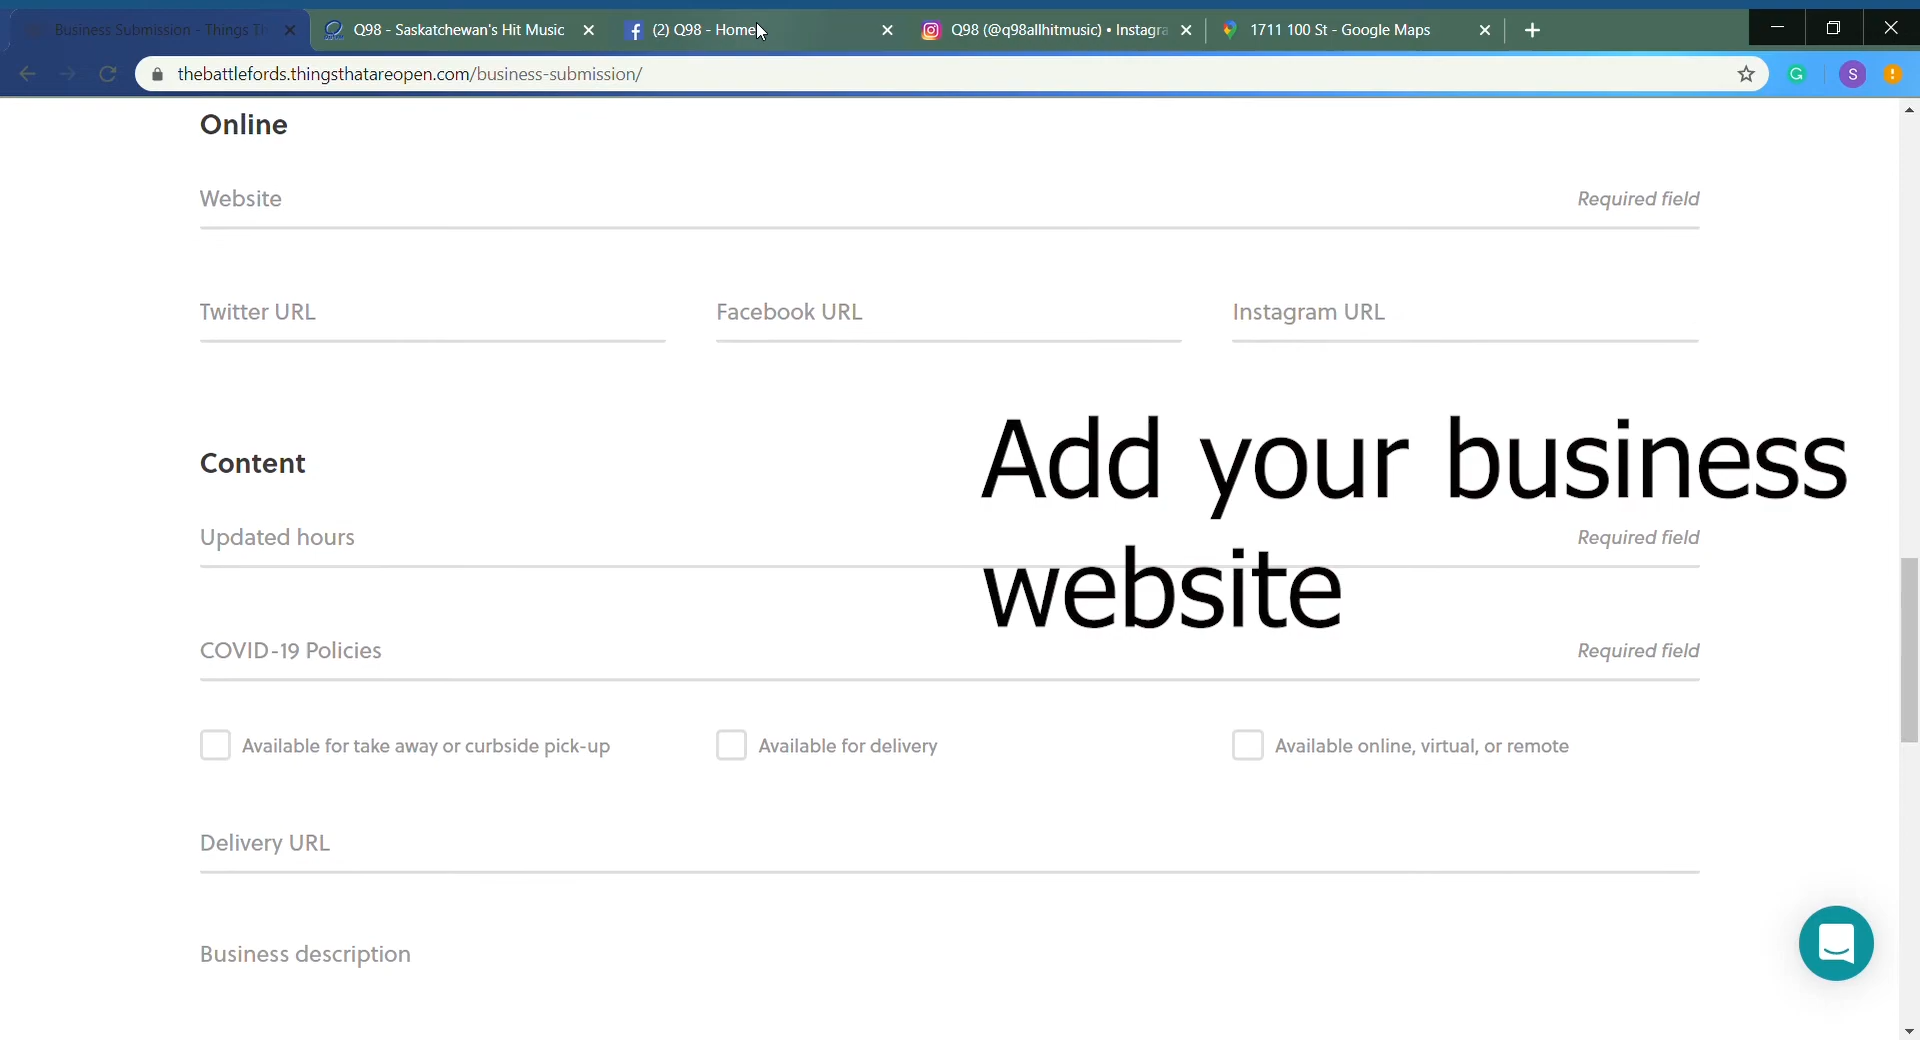 Business Submission - Things Th
Q98 - Saskatchewan's Hit Music
(2) Q98 - Home
Q98 (@q98allhitmusic) • Instagra
1711 100 St - Google Maps
thebattlefords.thingsthatareopen.com/business-submission/
S
Online
Website
Required field
Twitter URL
Facebook URL
Instagram URL
Add your business
website
Content
Updated hours
Required field
COVID-19 Policies
Required field
Available for take away or curbside pick-up
Available for delivery
Available online, virtual, or remote
Delivery URL
Business description